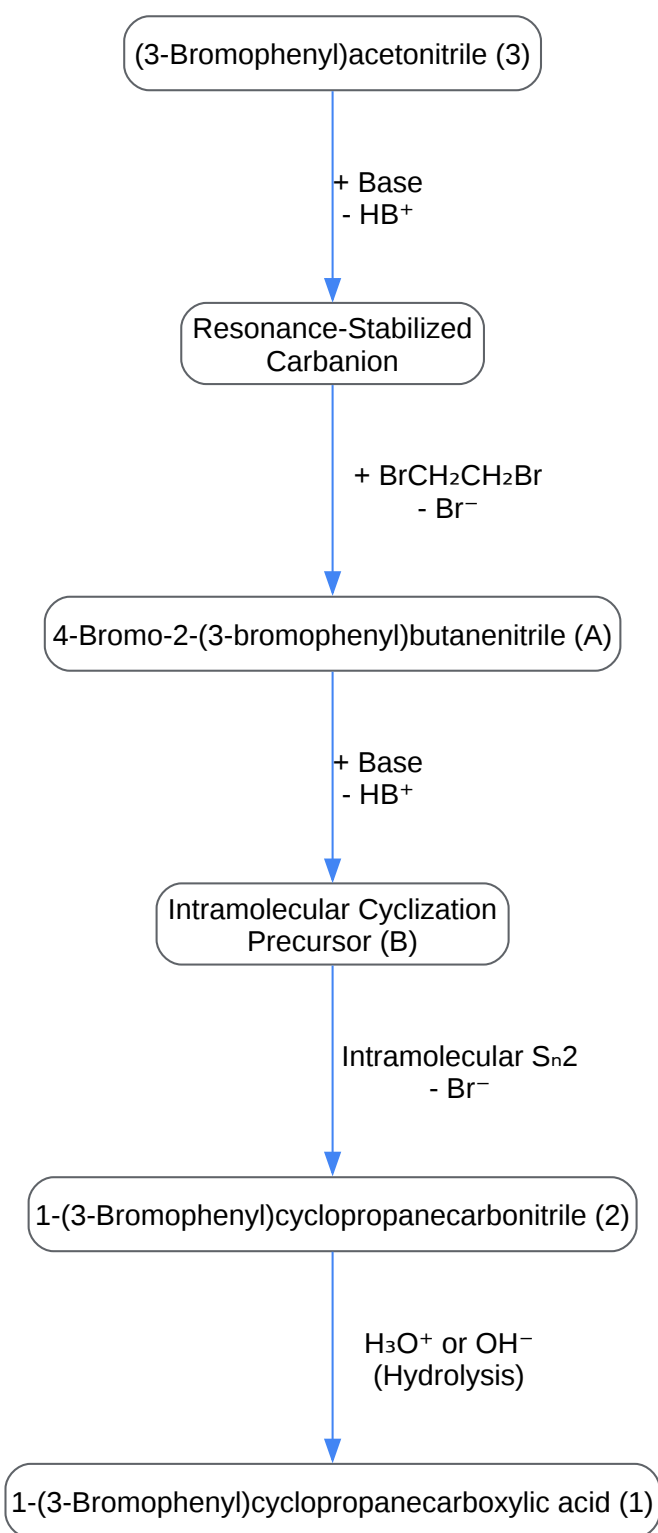 (3-Bromophenyl)acetonitrile (3)
+ Base
- HB⁺
Resonance-Stabilized
Carbanion
+ BrCH₂CH₂Br
- Br⁻
4-Bromo-2-(3-bromophenyl)butanenitrile (A)
+ Base
- HB⁺
Intramolecular Cyclization
Precursor (B)
Intramolecular Sₙ2
- Br⁻
1-(3-Bromophenyl)cyclopropanecarbonitrile (2)
H₃O⁺ or OH⁻
(Hydrolysis)
1-(3-Bromophenyl)cyclopropanecarboxylic acid (1)